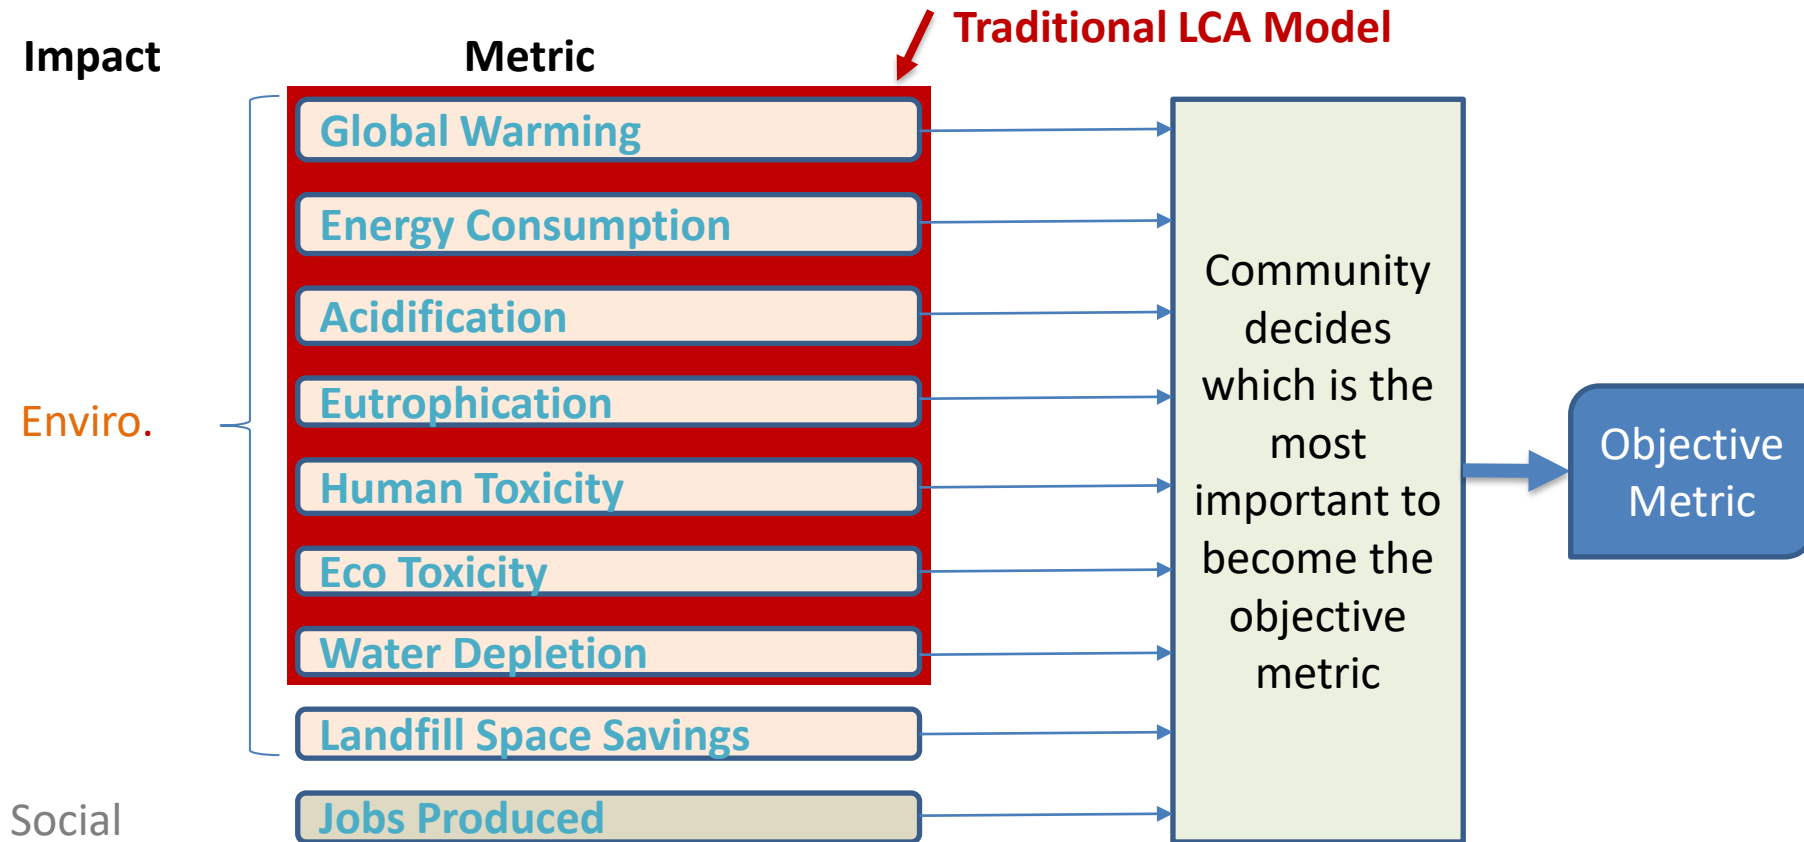 Traditional LCA Model
Impact
Metric
Global Warming
Energy Consumption
Acidification
Eutrophication
Human Toxicity
Eco Toxicity
Water Depletion
Landfill Space Savings
Jobs Produced
Enviro.
Social
Community
decides
which is the
most
important to
become the
objective
metric
Objective
Metric